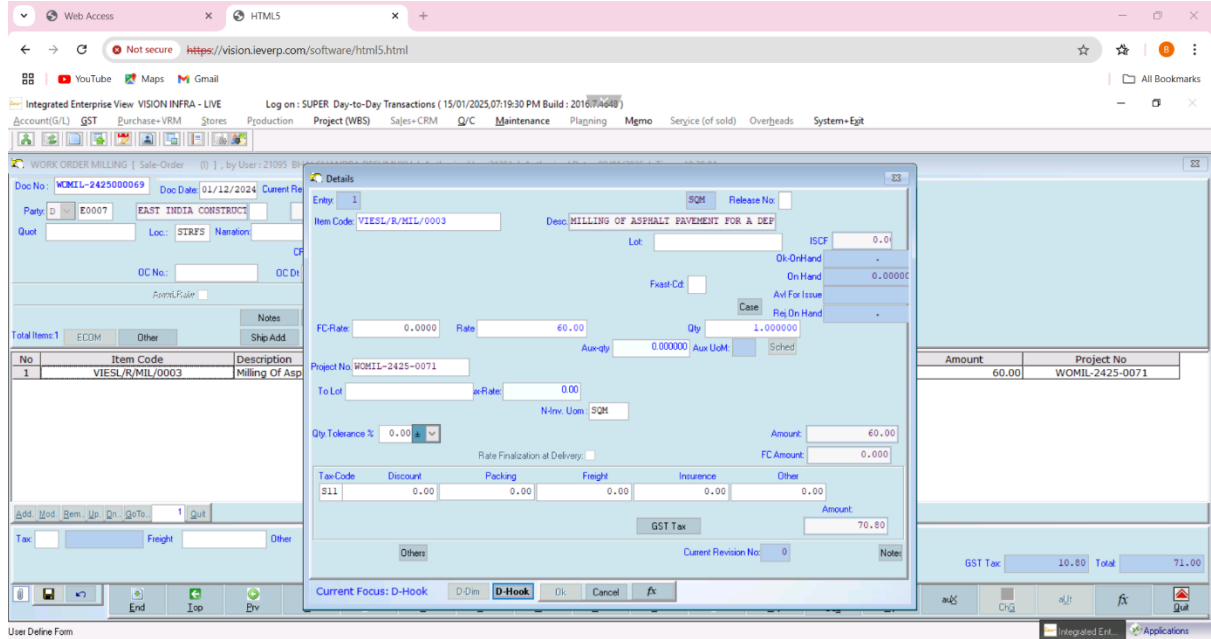 Web Access
HTML5
Not secure https://vision.ieverp.com/software/html5.html
B
YouTube Maps Gmail All Bookmarks
Integrated Enterprise View VISION INFRA - LIVE Log on : SUPER Day-to-Day Transactions ( 15/01/2025,07:19:30 PM Build : 2016.7.4648 )
Account(G/L) GST Purchase+VRM Stores Production Project (WBS) Sales+CRM Q/C Maintenance Planning Memo Service (of sold) Overheads System+Exit
WORK ORDER MILLING [ Sale-Order (I) ] , by User : 21095
Details
Doc No : WOMIL-2425000069 Doc Date: 01/12/2024 Current Re
Entry: 1 SQM Release No:
Party: D E0007 EAST INDIA CONSTRUCT
Item Code: VIESL/R/MIL/0003 Desc: MILLING OF ASPHALT PAVEMENT FOR A DEP
Quot Loc.: STRFS Narration:
Lot: ISCF 0.0
Ok-OnHand .
OC No.: OC Dt
On Hand 0.00000
Fxast-Cd:
Avl For Issue
Case
Rej.On Hand .
Notes
FC-Rate: 0.0000 Rate 60.00 Qty 1.000000
Total Items:1 ECOM Other Ship Add
Aux-qty 0.000000 Aux UoM: Sched
No Item Code Description Amount Project No
1 VIESL/R/MIL/0003 Milling Of Asp 60.00 WOMIL-2425-0071
Project No. WOMIL-2425-0071
To Lot ax-Rate: 0.00
N-Inv. Uom : SQM
Qty.Tolerance % 0.00 ± Amount: 60.00
Rate Finalization at Delivery: FC Amount: 0.000
Tax-Code Discount Packing Freight Insurence Other
S11 0.00 0.00 0.00 0.00 0.00
Amount:
GST Tax 70.80
Others Current Revision No: 0 Notes
Add. Mod. Rem.. Up. Dn.. GoTo.. 1 Quit
Tax: Freight Other
GST Tax: 10.80 Total: 71.00
Current Focus: D-Hook D-Dim D-Hook Ok Cancel fx
End Top Prv auX ChG aUt fx Quit
User Define Form
Integrated Ent... Applications